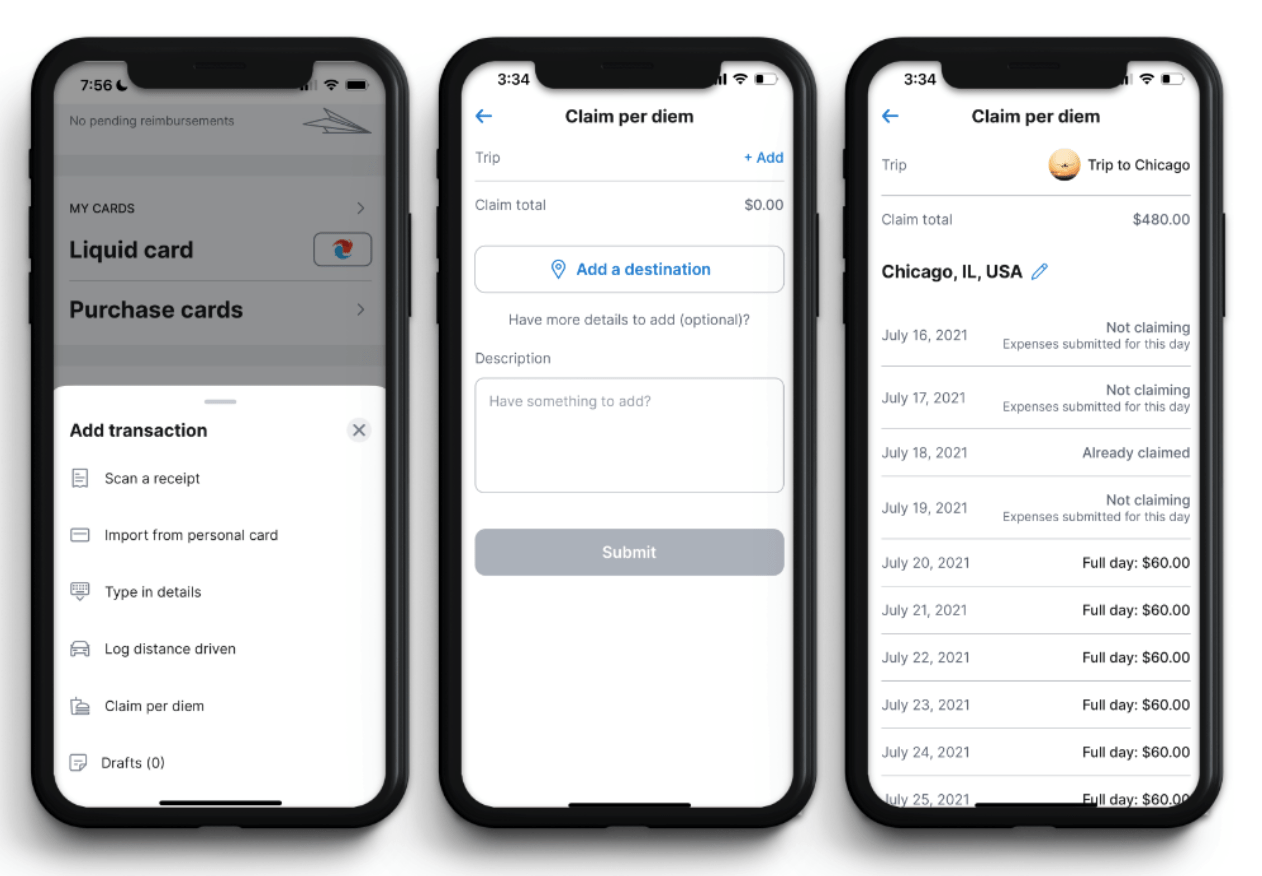 7:56
No pending reimbursements
MY CARDS
Liquid card
Purchase cards
Add transaction
Scan a receipt
Import from personal card
Type in details
Log distance driven
Claim per diem
Drafts (0)
3:34
Claim per diem
Trip + Add
Claim total $0.00
Add a destination
Have more details to add (optional)?
Description
Have something to add?
Submit
3:34
Claim per diem
Trip Trip to Chicago
Claim total $480.00
Chicago, IL, USA
July 16, 2021 Not claiming
Expenses submitted for this day
July 17, 2021 Not claiming
Expenses submitted for this day
July 18, 2021 Already claimed
July 19, 2021 Not claiming
Expenses submitted for this day
July 20, 2021 Full day: $60.00
July 21, 2021 Full day: $60.00
July 22, 2021 Full day: $60.00
July 23, 2021 Full day: $60.00
July 24, 2021 Full day: $60.00
July 25, 2021 Full day: $60.00